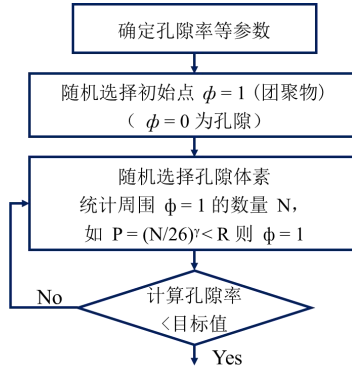 确定孔隙率等参数
随机选择初始点 ϕ = 1 (团聚物)
( ϕ = 0 为孔隙)
随机选择孔隙体素
统计周围 ϕ = 1 的数量 N,
如 P = (N/26)ᵞ < R 则 ϕ = 1
No
计算孔隙率
<目标值
Yes